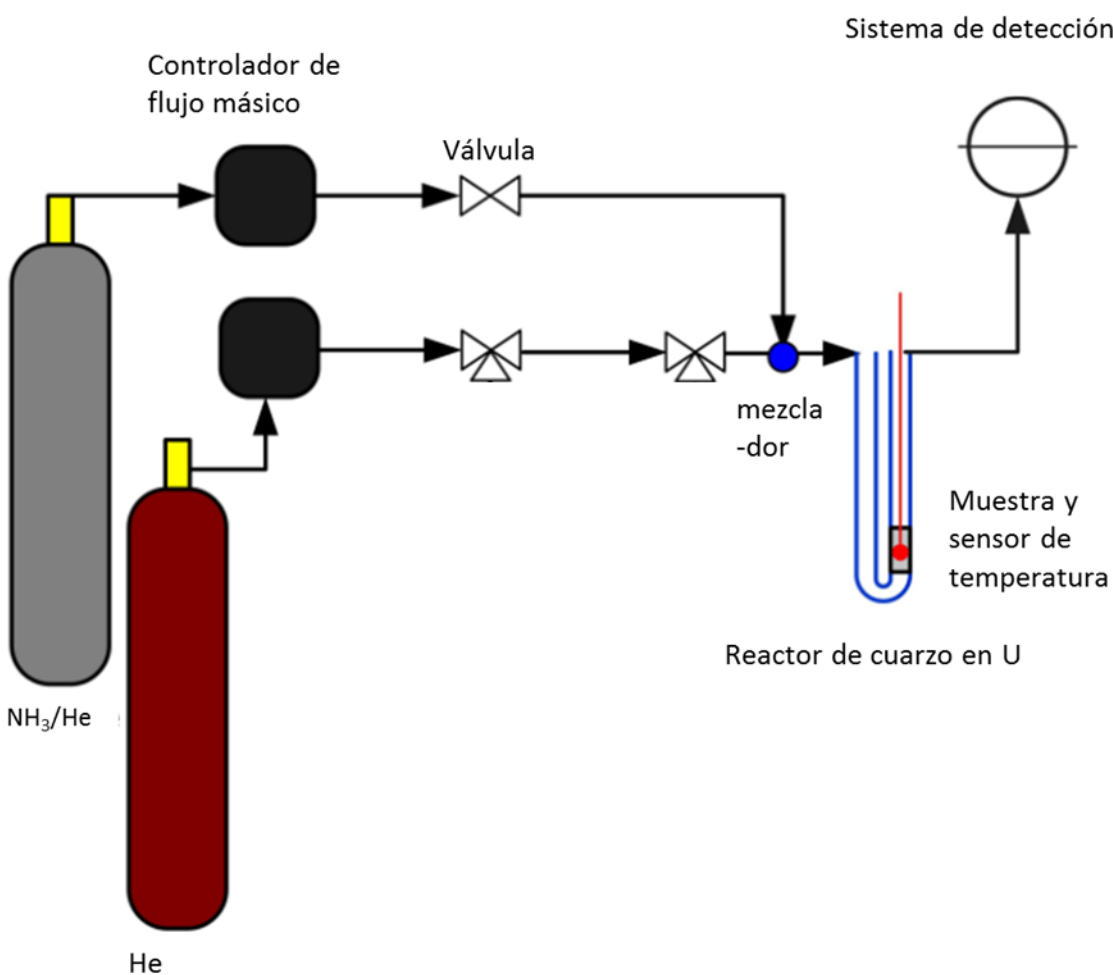 Sistema de detección
Controlador de
flujo másico
Válvula
mezcla
-dor
Muestra y
sensor de
temperatura
Reactor de cuarzo en U
NH₃/He
He